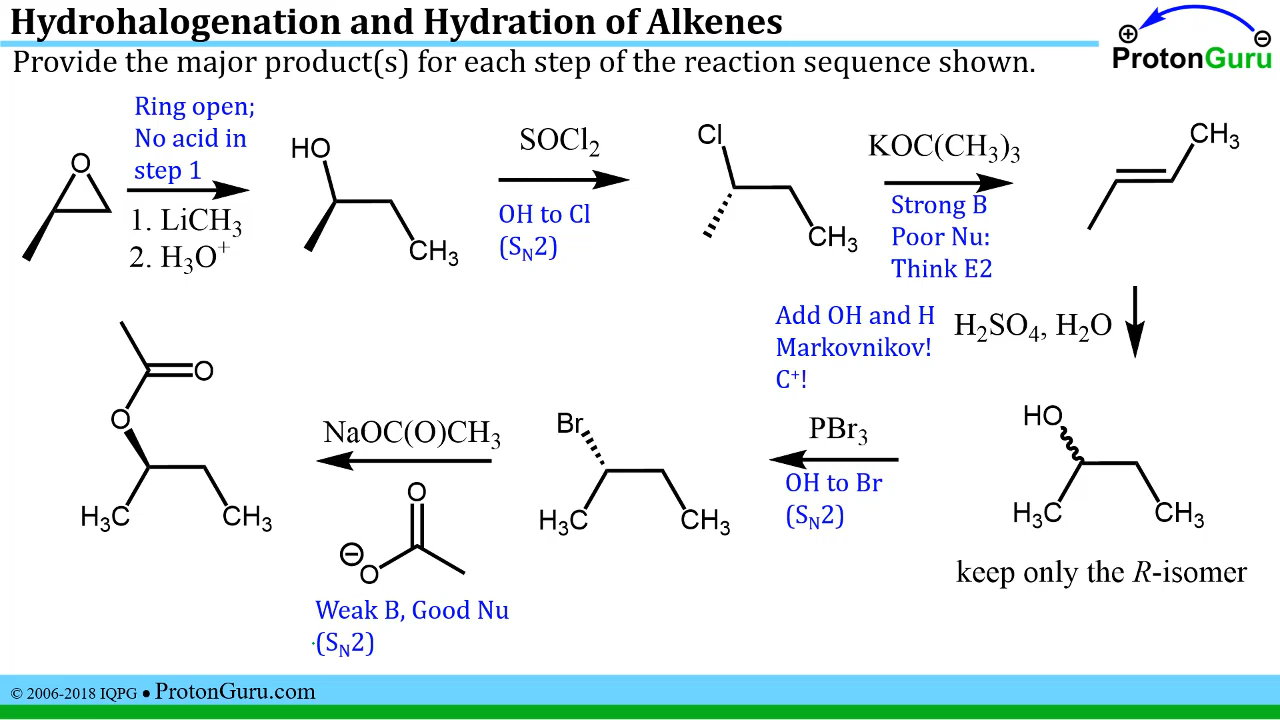 Hydrohalogenation and Hydration of Alkenes
⊕ ⊖
ProtonGuru
Provide the major product(s) for each step of the reaction sequence shown.
O
Ring open;
No acid in
step 1
1. LiCH₃
2. H₃O⁺
HO
CH₃
SOCl₂
OH to Cl
(S_N2)
Cl
CH₃
KOC(CH₃)₃
Strong B
Poor Nu:
Think E2
CH₃
Add OH and H
Markovnikov!
C⁺!
H₂SO₄, H₂O
HO
H₃C
CH₃
keep only the R-isomer
PBr₃
OH to Br
(S_N2)
Br
H₃C
CH₃
NaOC(O)CH₃
O
⊖
O
Weak B, Good Nu
(S_N2)
O
O
H₃C
CH₃
© 2006-2018 IQPG ● ProtonGuru.com